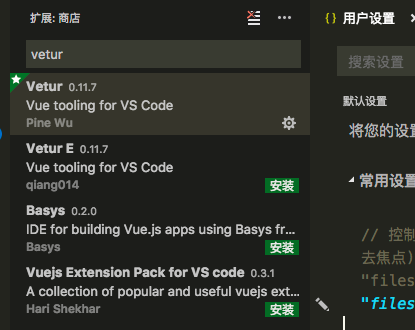 扩展: 商店
vetur
Vetur 0.11.7
Vue tooling for VS Code
Pine Wu
Vetur E 0.11.7
Vue tooling for VS Code
qiang014
安装
Basys 0.2.0
IDE for building Vue.js apps using Basys fr...
Basys
安装
Vuejs Extension Pack for VS code 0.3.1
A collection of popular and useful vuejs ext...
Hari Shekhar
安装
{ } 用户设置
搜索设置
默认设置
将您的设
常用设置
// 控制
去焦点)
"files
"files